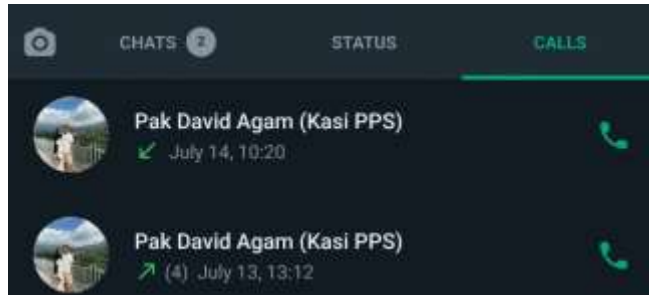 CHATS 2 STATUS CALLS
Pak David Agam (Kasi PPS)
July 14, 10:20
Pak David Agam (Kasi PPS)
(4) July 13, 13:12